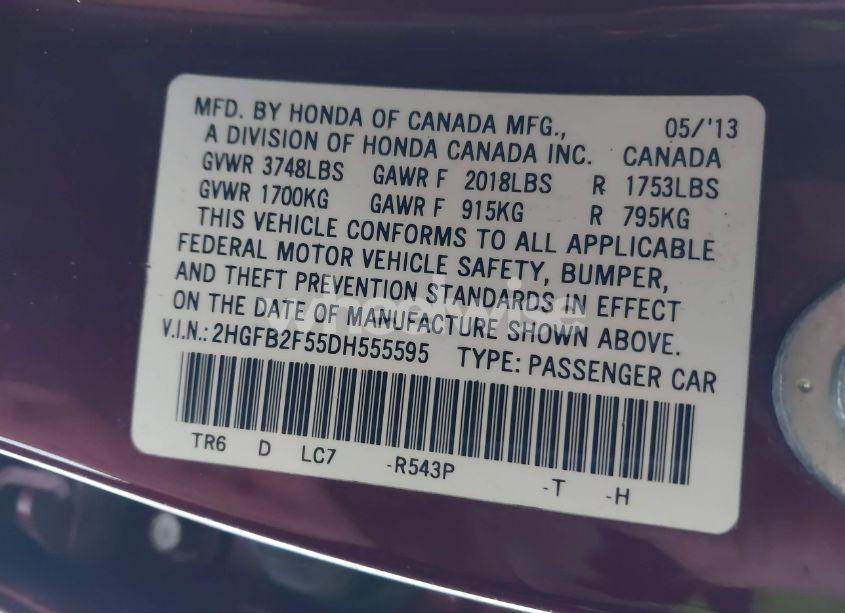 MFD. BY HONDA OF CANADA MFG., 05/'13
A DIVISION OF HONDA CANADA INC. CANADA
GVWR 3748LBS GAWR F 2018LBS R 1753LBS
GVWR 1700KG GAWR F 915KG R 795KG
THIS VEHICLE CONFORMS TO ALL APPLICABLE
FEDERAL MOTOR VEHICLE SAFETY, BUMPER,
AND THEFT PREVENTION STANDARDS IN EFFECT
ON THE DATE OF MANUFACTURE SHOWN ABOVE.
V.I.N.: 2HGFB2F55DH555595 TYPE: PASSENGER CAR
TR6 D LC7 -R543P -T -H
wheelwise